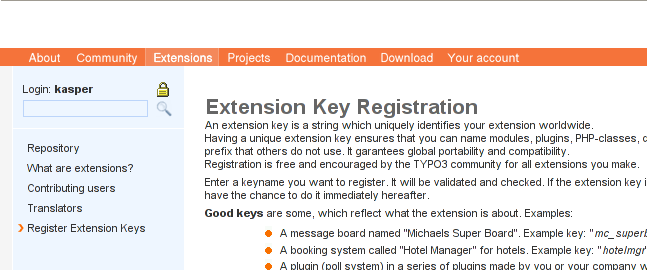 About Community Extensions Projects Documentation Download Your account
Login: kasper
Repository
What are extensions?
Contributing users
Translators
Register Extension Keys
Extension Key Registration
An extension key is a string which uniquely identifies your extension worldwide.
Having a unique extension key ensures that you can name modules, plugins, PHP-classes,
prefix that others do not use. It garantees global portability and compatibility.
Registration is free and encouraged by the TYPO3 community for all extensions you make.
Enter a keyname you want to register. It will be validated and checked. If the extension key
have the chance to do it immediately hereafter.
Good keys are some, which reflect what the extension is about. Examples:
A message board named "Michaels Super Board". Example key: "mc_superb
A booking system called "Hotel Manager" for hotels. Example key: "hotelmgr"
A plugin (poll system) in a series of plugins made by you or your company